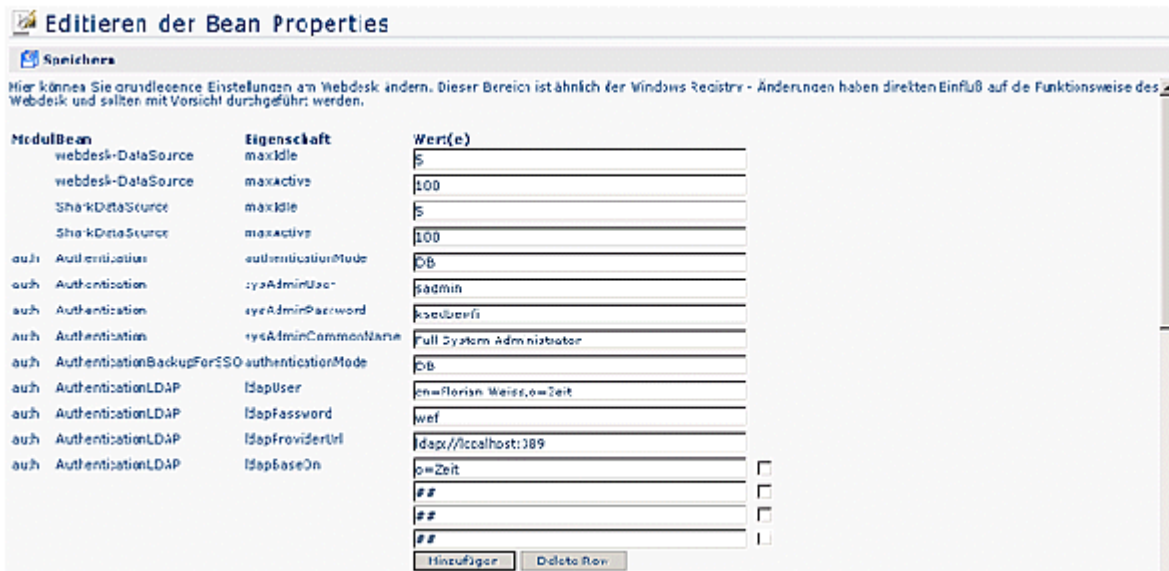 Editieren der Bean Properties
Speichern
Hier können Sie grundlegende Einstellungen am Webdesk ändern. Dieser Bereich ist ähnlich der Windows Registry - Änderungen haben direkten Einfluß auf die Funktionsweise des
Webdesk und sollten mit Vorsicht durchgeführt werden.
Modul Bean Eigenschaft Wert(e)
webdesk-DataSource maxIdle 5
webdesk-DataSource maxActive 100
SharkDataSource maxIdle 5
SharkDataSource maxActive 100
auth Authentication authenticationMode DB
auth Authentication sysAdminUser sadmin
auth Authentication sysAdminPassword
auth Authentication sysAdminCommonName Full System Administrator
auth AuthenticationBackupForSSO authenticationMode DB
auth AuthenticationLDAP ldapUser cn=Florian Weiss,o=Zeit
auth AuthenticationLDAP ldapPassword wef
auth AuthenticationLDAP ldapProviderUrl ldap://localhost:389
auth AuthenticationLDAP ldapBaseDn o=Zeit
##
##
##
Hinzufügen Delete Row